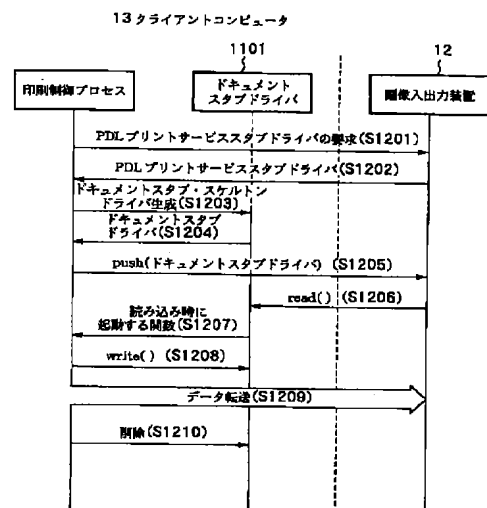 13 クライアントコンピュータ
1101
12
印刷制御プロセス
ドキュメント
スタブドライバ
画像入出力装置
PDLプリントサービススタブドライバの要求(S1201)
PDLプリントサービススタブドライバ(S1202)
ドキュメントスタブ・スケルトン
ドライバ生成(S1203)
ドキュメントスタブ
ドライバ(S1204)
push(ドキュメントスタブドライバ) (S1205)
read() (S1206)
読み込み時に
起動する関数(S1207)
write() (S1208)
データ転送(S1209)
削除(S1210)